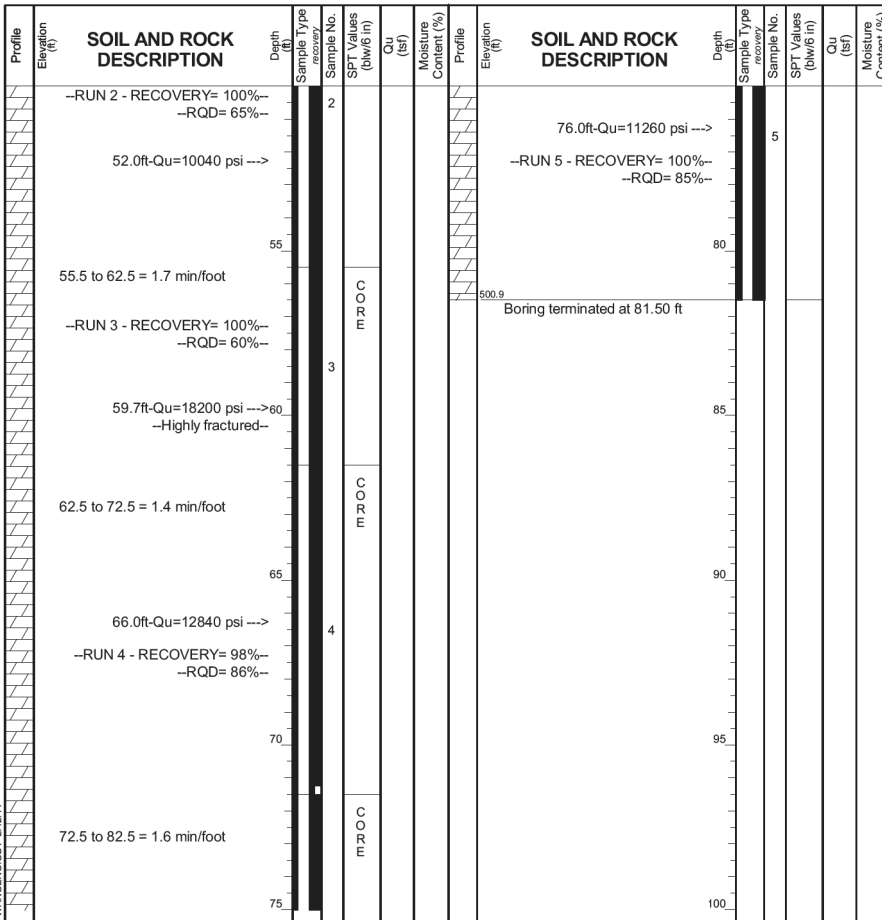 Profile
Elevation
(ft)
SOIL AND ROCK
DESCRIPTION
Depth
(ft)
Sample Type
recovery
Sample No.
SPT Values
(blw/6 in)
Qu
(tsf)
Moisture
Content (%)
--RUN 2 - RECOVERY= 100%--
--RQD= 65%--
2
52.0ft-Qu=10040 psi --->
55
55.5 to 62.5 = 1.7 min/foot
CORE
--RUN 3 - RECOVERY= 100%--
--RQD= 60%--
3
59.7ft-Qu=18200 psi --->60
--Highly fractured--
CORE
62.5 to 72.5 = 1.4 min/foot
65
66.0ft-Qu=12840 psi --->
4
--RUN 4 - RECOVERY= 98%--
--RQD= 86%--
70
CORE
72.5 to 82.5 = 1.6 min/foot
75
Profile
Elevation
(ft)
SOIL AND ROCK
DESCRIPTION
Depth
(ft)
Sample Type
recovery
Sample No.
SPT Values
(blw/6 in)
Qu
(tsf)
Moisture
Content (%)
76.0ft-Qu=11260 psi --->
5
--RUN 5 - RECOVERY= 100%--
--RQD= 85%--
80
500.9
Boring terminated at 81.50 ft
85
90
95
100